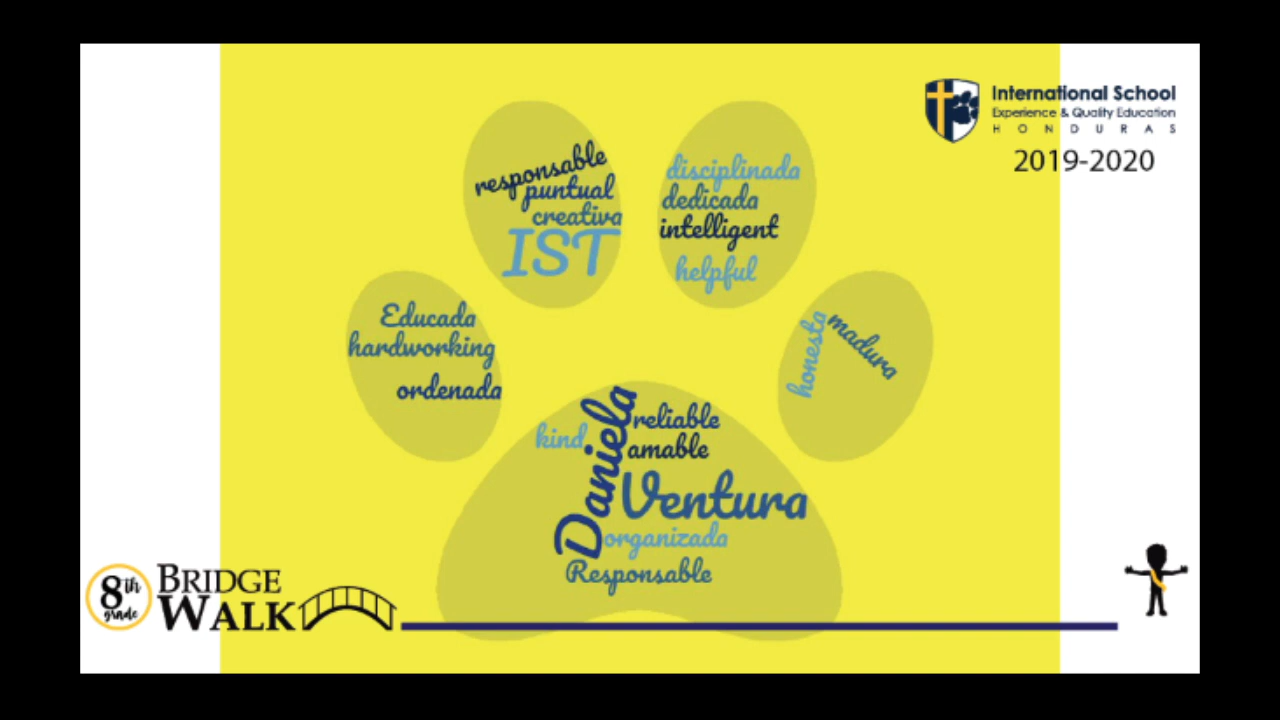 International School
Experience & Quality Education
HONDURAS
2019-2020
responsable
puntual
creativa
IST
disciplinada
dedicada
intelligent
helpful
Educada
hardworking
ordenada
honesta
madura
kind
Daniela
reliable
amable
Ventura
organizada
Responsable
8th
grade
BRIDGE
WALK